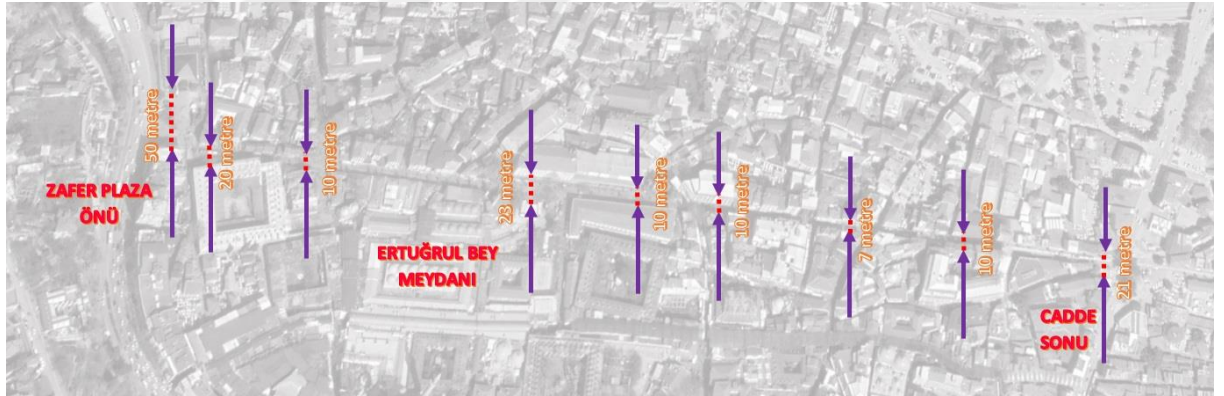 50 metre
20 metre
10 metre
23 metre
10 metre
10 metre
7 metre
10 metre
21 metre
ZAFER PLAZA
ÖNÜ
ERTUĞRUL BEY
MEYDANI
CADDE
SONU